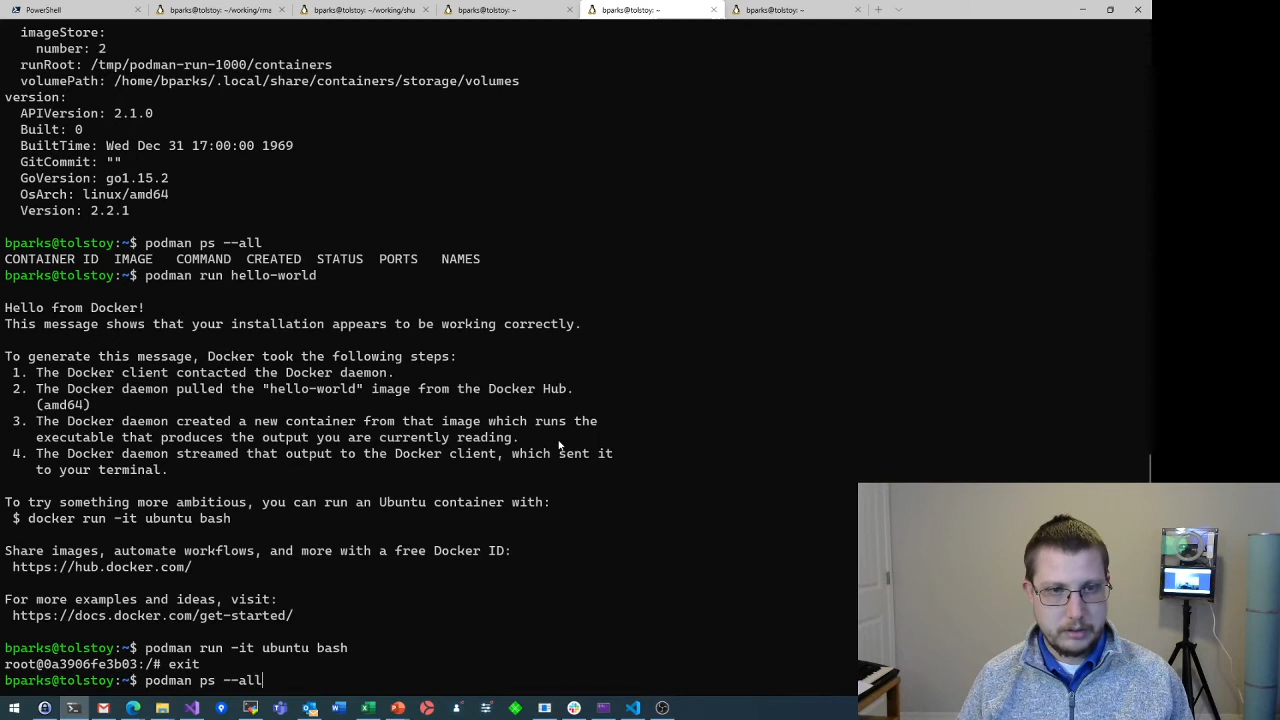 PowerShell
bparks@tolstoy: ~/working/rma
bparks@tolstoy: ~/working/shu
bparks@tolstoy: ~
bparks@tolstoy: ~
bparks@tolstoy: ~
imageStore:
number: 2
runRoot: /tmp/podman-run-1000/containers
volumePath: /home/bparks/.local/share/containers/storage/volumes
version:
APIVersion: 2.1.0
Built: 0
BuiltTime: Wed Dec 31 17:00:00 1969
GitCommit: ""
GoVersion: go1.15.2
OsArch: linux/amd64
Version: 2.2.1
bparks@tolstoy:~$ podman ps --all
CONTAINER ID  IMAGE   COMMAND  CREATED  STATUS  PORTS   NAMES
bparks@tolstoy:~$ podman run hello-world
Hello from Docker!
This message shows that your installation appears to be working correctly.
To generate this message, Docker took the following steps:
1. The Docker client contacted the Docker daemon.
2. The Docker daemon pulled the "hello-world" image from the Docker Hub.
(amd64)
3. The Docker daemon created a new container from that image which runs the
executable that produces the output you are currently reading.
4. The Docker daemon streamed that output to the Docker client, which sent it
to your terminal.
To try something more ambitious, you can run an Ubuntu container with:
$ docker run -it ubuntu bash
Share images, automate workflows, and more with a free Docker ID:
https://hub.docker.com/
For more examples and ideas, visit:
https://docs.docker.com/get-started/
bparks@tolstoy:~$ podman run -it ubuntu bash
root@0a3906fe3b03:/# exit
bparks@tolstoy:~$ podman ps --all